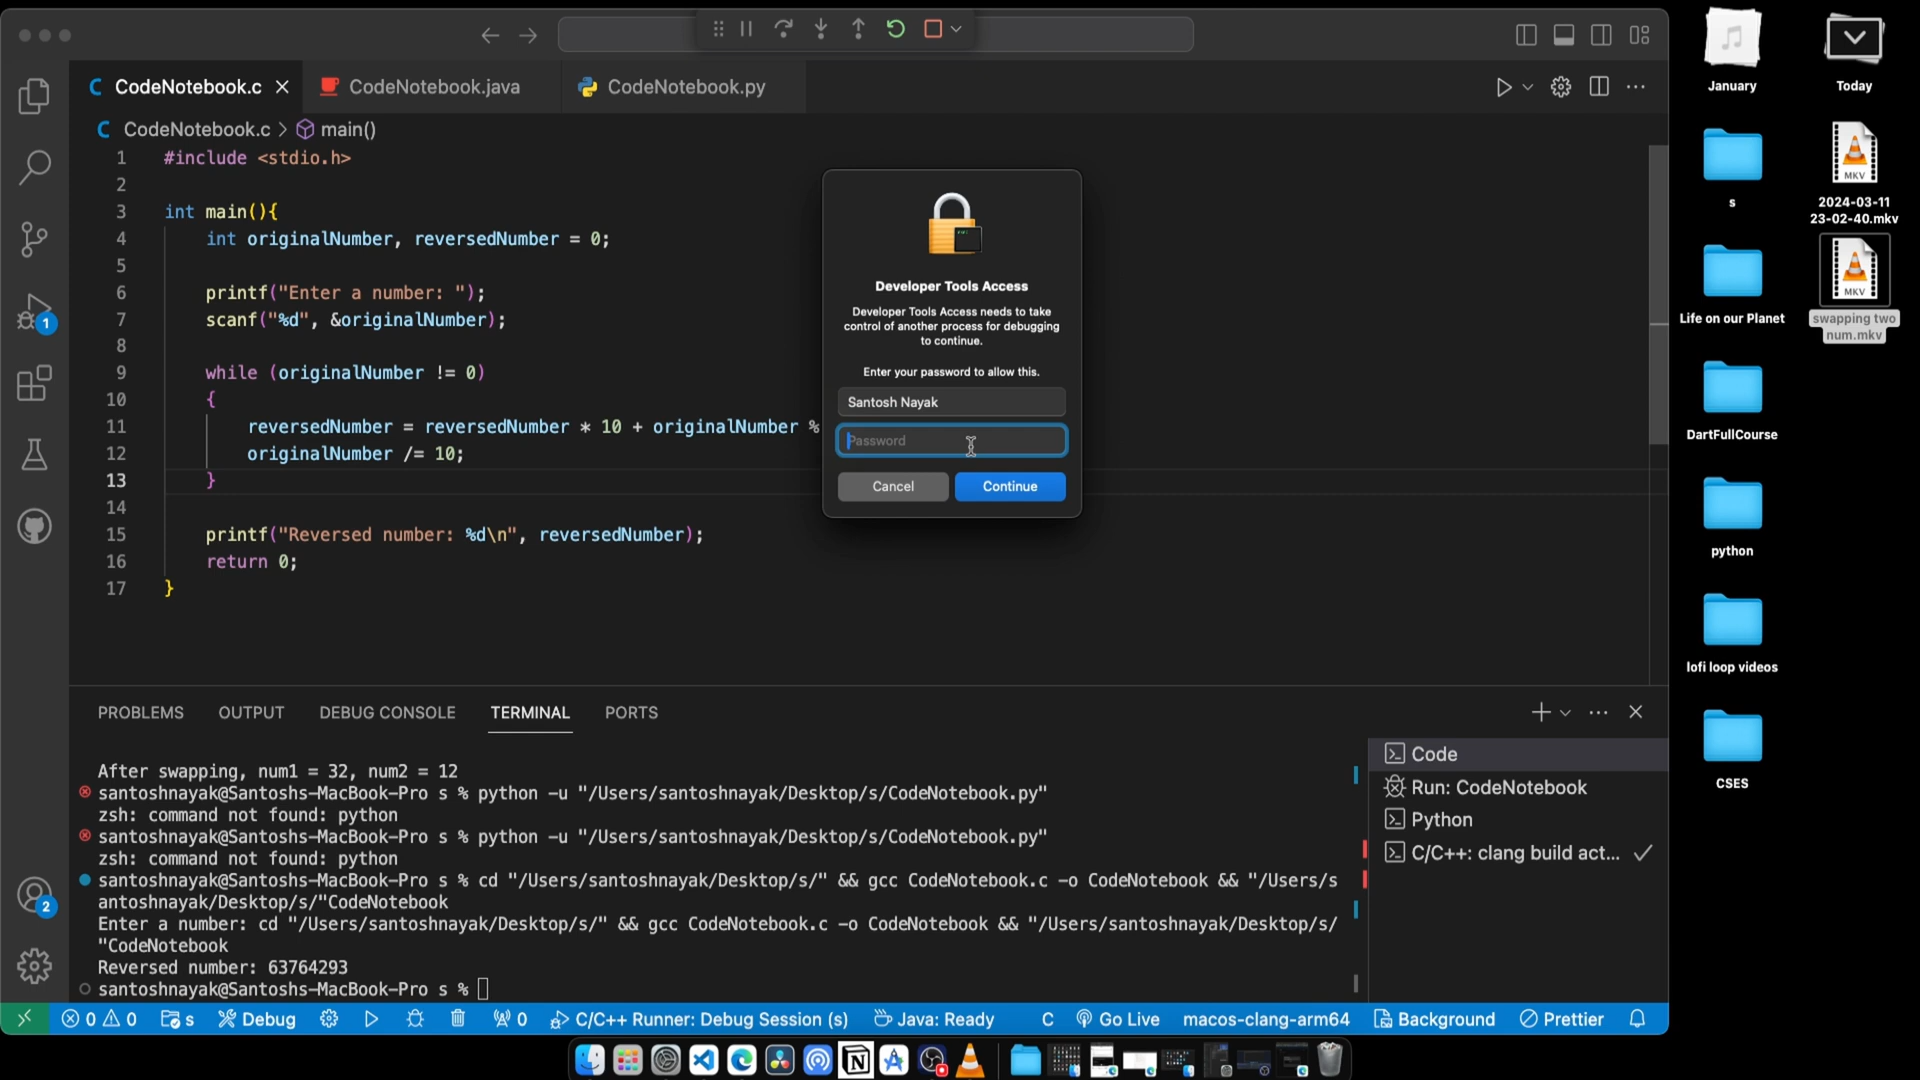 CodeNotebook.c
CodeNotebook.java
CodeNotebook.py
CodeNotebook.c > main()
1 #include <stdio.h>
2
3 int main(){
4 int originalNumber, reversedNumber = 0;
5
6 printf("Enter a number: ");
7 scanf("%d", &originalNumber);
8
9 while (originalNumber != 0)
10 {
11 reversedNumber = reversedNumber * 10 + originalNumber %
12 originalNumber /= 10;
13 }
14
15 printf("Reversed number: %d\n", reversedNumber);
16 return 0;
17 }
Developer Tools Access
Developer Tools Access needs to take
control of another process for debugging
to continue.
Enter your password to allow this.
Santosh Nayak
Password
Cancel
Continue
1
2
PROBLEMS OUTPUT DEBUG CONSOLE TERMINAL PORTS
After swapping, num1 = 32, num2 = 12
santoshnayak@Santoshs-MacBook-Pro s % python -u "/Users/santoshnayak/Desktop/s/CodeNotebook.py"
zsh: command not found: python
santoshnayak@Santoshs-MacBook-Pro s % python -u "/Users/santoshnayak/Desktop/s/CodeNotebook.py"
zsh: command not found: python
santoshnayak@Santoshs-MacBook-Pro s % cd "/Users/santoshnayak/Desktop/s/" && gcc CodeNotebook.c -o CodeNotebook && "/Users/s
antoshnayak/Desktop/s/"CodeNotebook
Enter a number: cd "/Users/santoshnayak/Desktop/s/" && gcc CodeNotebook.c -o CodeNotebook && "/Users/santoshnayak/Desktop/s/
"CodeNotebook
Reversed number: 63764293
santoshnayak@Santoshs-MacBook-Pro s %
Code
Run: CodeNotebook
Python
C/C++: clang build act...
0 0 s Debug 0 C/C++ Runner: Debug Session (s) Java: Ready C Go Live macos-clang-arm64 Background Prettier
January
Today
s
MKV
2024-03-11
23-02-40.mkv
Life on our Planet
MKV
swapping two
num.mkv
DartFullCourse
python
lofi loop videos
CSES